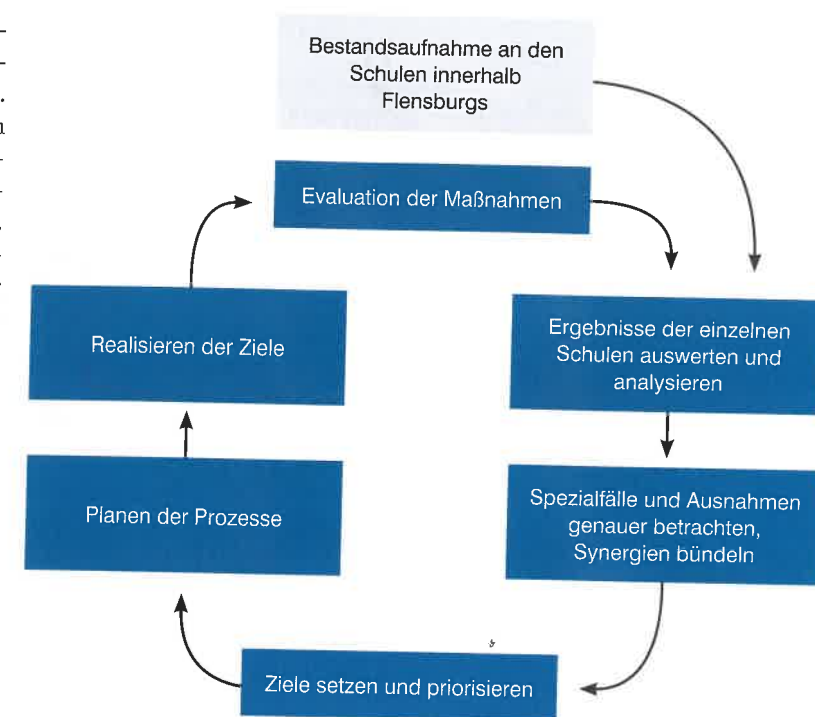 Bestandsaufnahme an den
Schulen innerhalb
Flensburgs
Evaluation der Maßnahmen
Ergebnisse der einzelnen
Schulen auswerten und
analysieren
Spezialfälle und Ausnahmen
genauer betrachten,
Synergien bündeln
Ziele setzen und priorisieren
Planen der Prozesse
Realisieren der Ziele